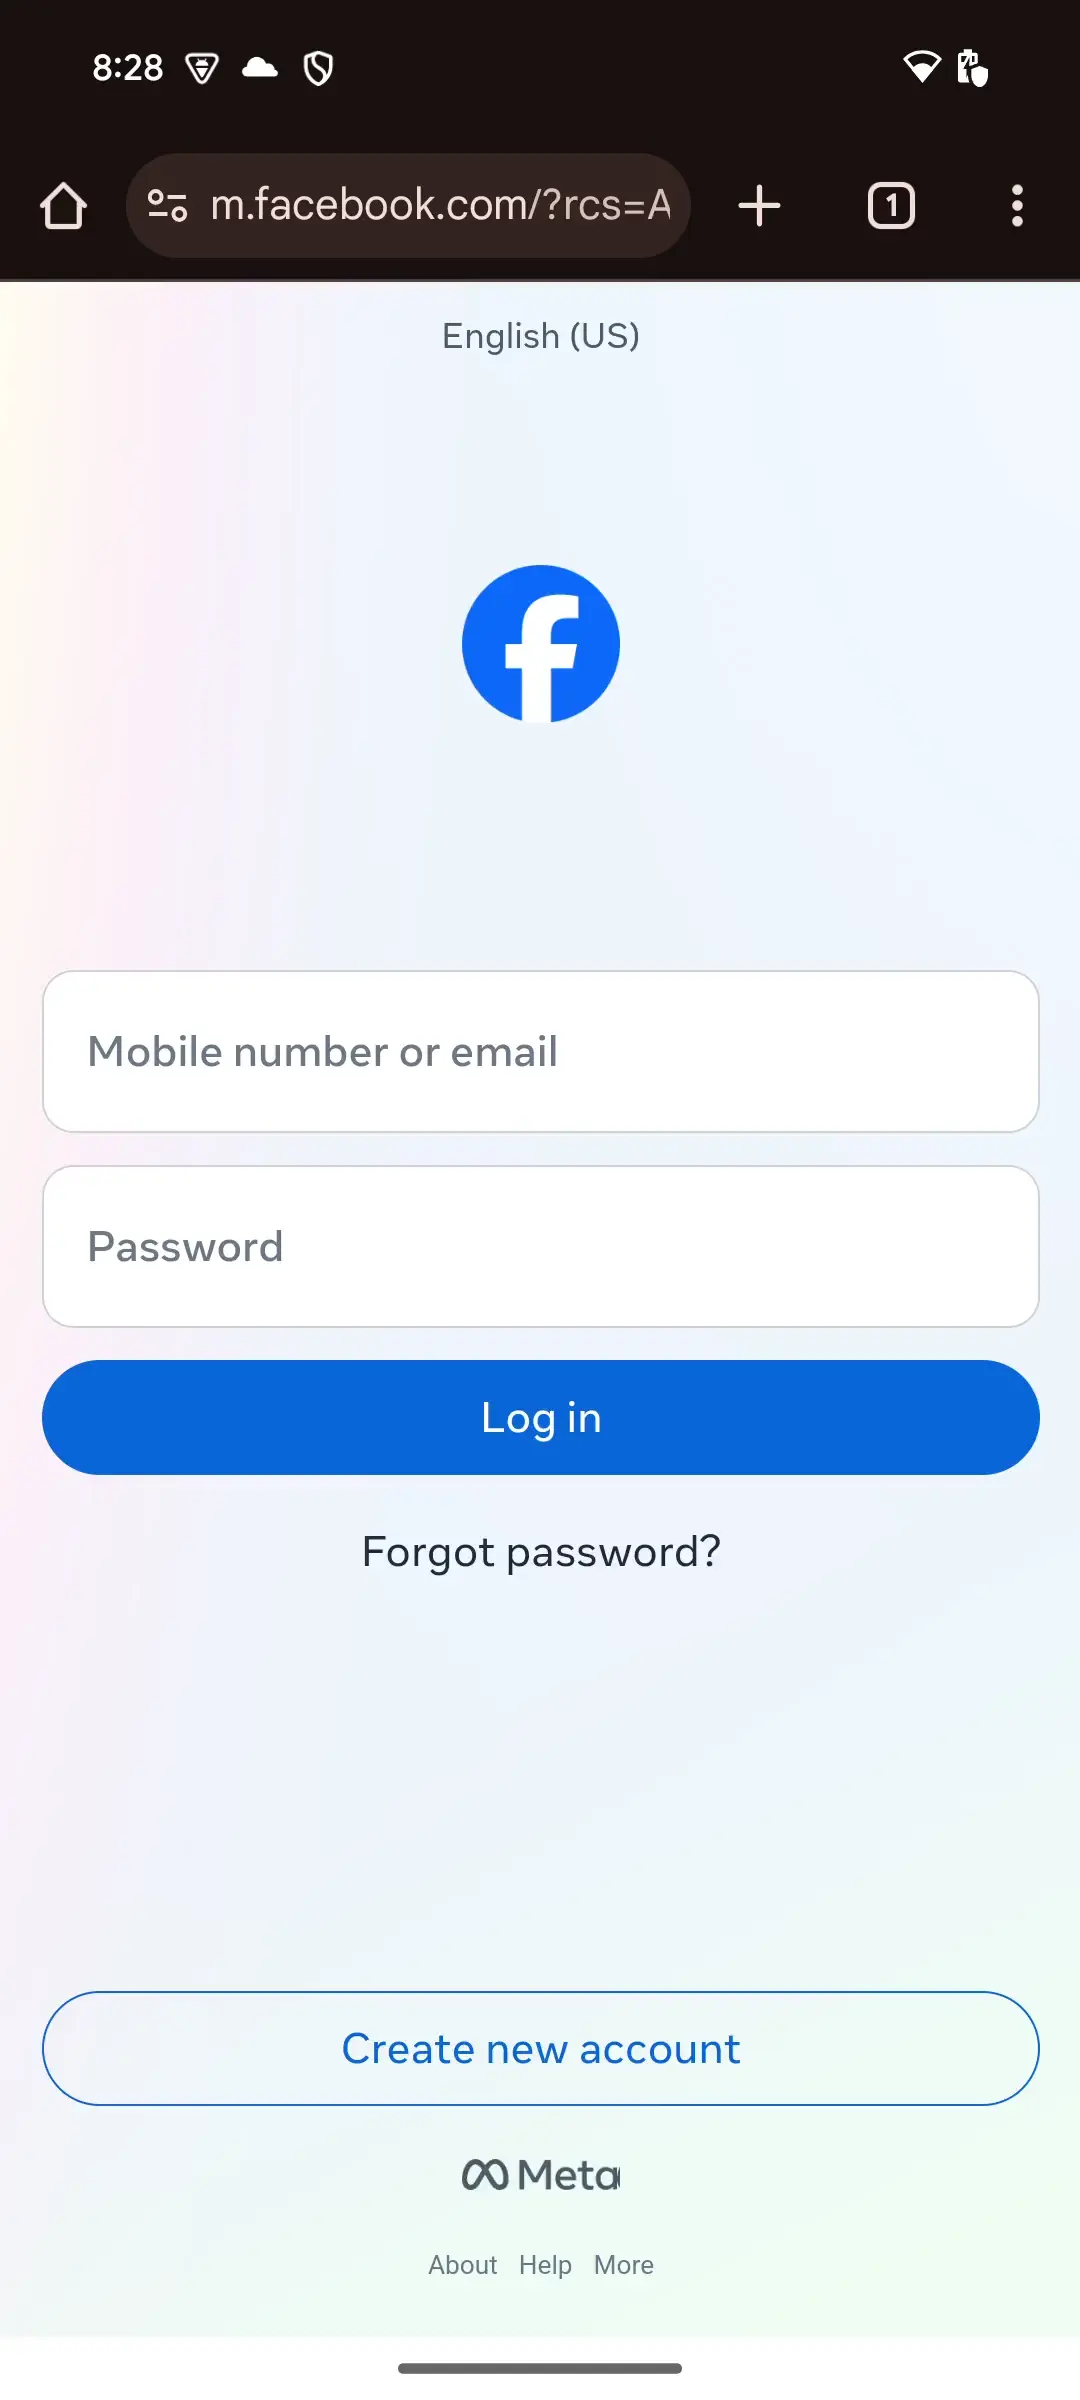 8:28
m.facebook.com/?rcs=A
1
English (US)
Mobile number or email
Password
Log in
Forgot password?
Create new account
Meta
About Help More